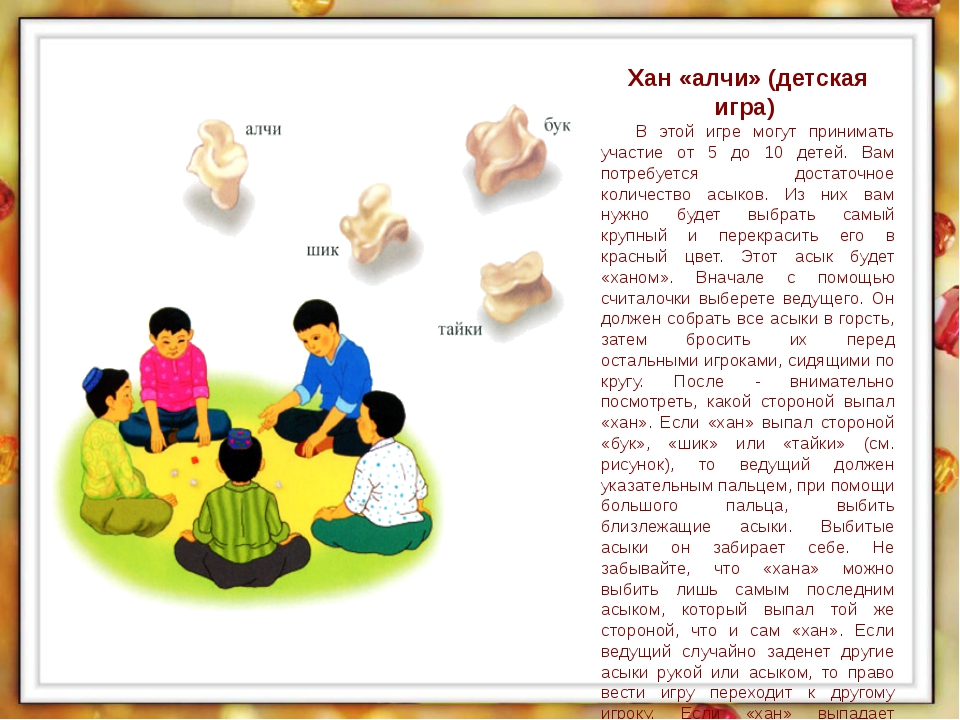 Хан «алчи» (детская
игра)
В этой игре могут принимать
участие от 5 до 10 детей. Вам
потребуется достаточное
количество асыков. Из них вам
нужно будет выбрать самый
крупный и перекрасить его в
красный цвет. Этот асык будет
«ханом». Вначале с помощью
считалочки выберете ведущего. Он
должен собрать все асыки в горсть,
затем бросить их перед
остальными игроками, сидящими по
кругу. После - внимательно
посмотреть, какой стороной выпал
«хан». Если «хан» выпал стороной
«бук», «шик» или «тайки» (см.
рисунок), то ведущий должен
указательным пальцем, при помощи
большого пальца, выбить
близлежащие асыки. Выбитые
асыки он забирает себе. Не
забывайте, что «хана» можно
выбить лишь самым последним
асыком, который выпал той же
стороной, что и сам «хан». Если
ведущий случайно заденет другие
асыки рукой или асыком, то право
вести игру переходит к другому
игроку. Если «хан» выпадает
алчи
бук
шик
тайки